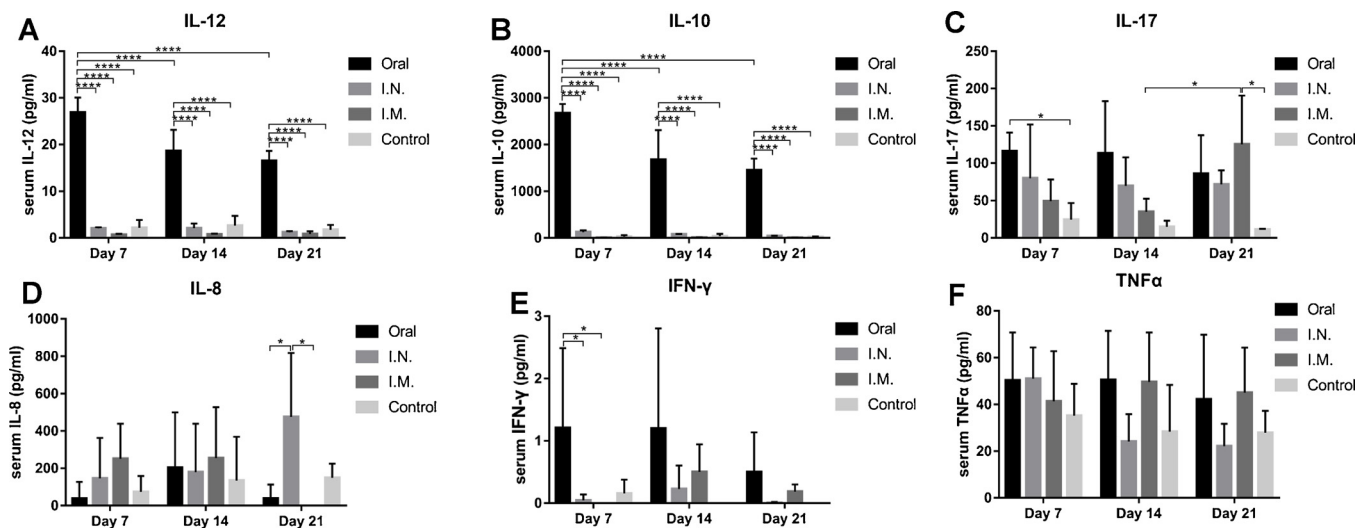 A
IL-12
serum IL-12 (pg/ml)
40
30
20
10
0
****
****
****
****
****
****
****
****
****
****
****
Day 7
Day 14
Day 21
Oral
I.N.
I.M.
Control
B
IL-10
serum IL-10 (pg/ml)
4000
3000
2000
1000
0
****
****
****
****
****
****
****
****
****
****
****
Day 7
Day 14
Day 21
Oral
I.N.
I.M.
Control
C
IL-17
serum IL-17 (pg/ml)
250
200
150
100
50
0
*
*
*
Day 7
Day 14
Day 21
Oral
I.N.
I.M.
Control
D
IL-8
serum IL-8 (pg/ml)
1000
800
600
400
200
0
*
*
Day 7
Day 14
Day 21
Oral
I.N.
I.M.
Control
E
IFN-γ
serum IFN-γ (pg/ml)
3
2
1
0
*
*
Day 7
Day 14
Day 21
Oral
I.N.
I.M.
Control
F
TNFα
serum TNFα (pg/ml)
80
60
40
20
0
Day 7
Day 14
Day 21
Oral
I.N.
I.M.
Control